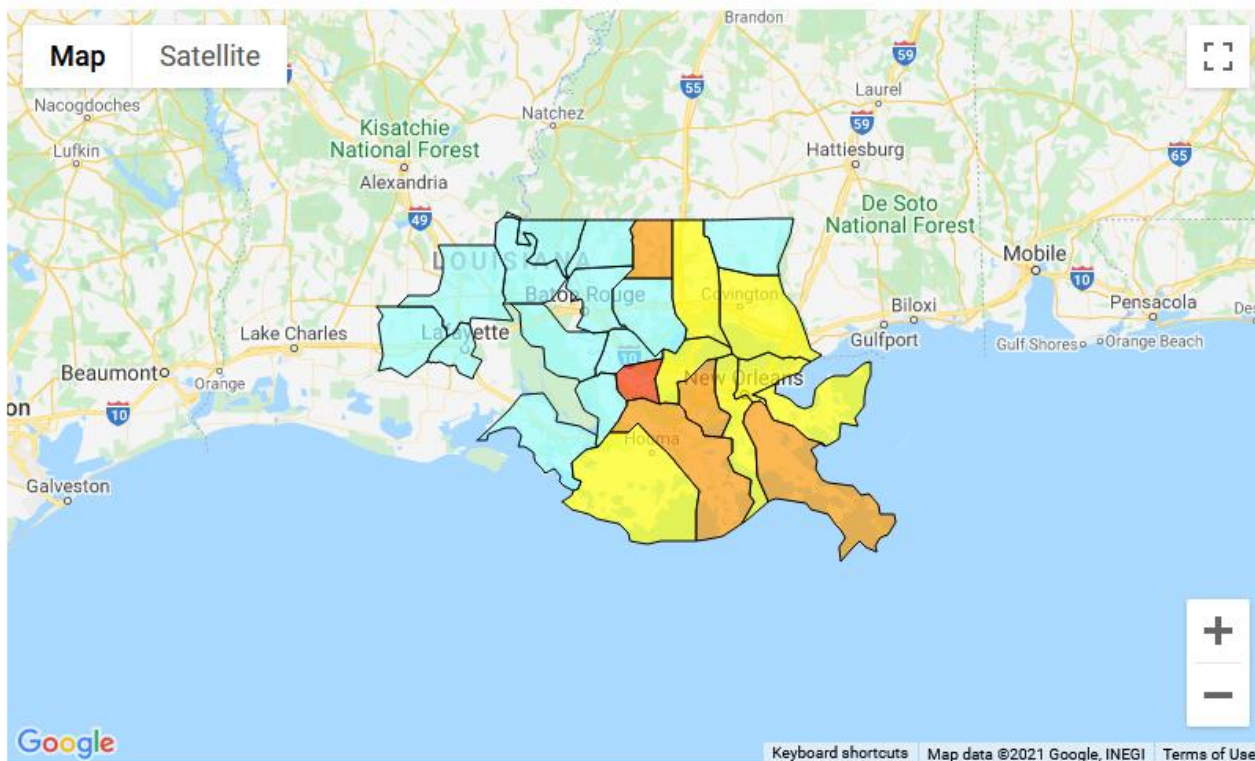 Map
Satellite
Brandon
59
55
Laurel
Nacogdoches
Natchez
59
Kisatchie
National Forest
Hattiesburg
65
Lufkin
Alexandria
De Soto
National Forest
49
LOUISIANA
Mobile
10
Baton Rouge
Covington
Biloxi
Pensacola
Lake Charles
Lafayette
Gulfport
Gulf Shores
Orange Beach
Beaumont
Orange
10
New Orleans
10
Houma
Galveston
Google
Keyboard shortcuts
Map data ©2021 Google, INEGI
Terms of Use